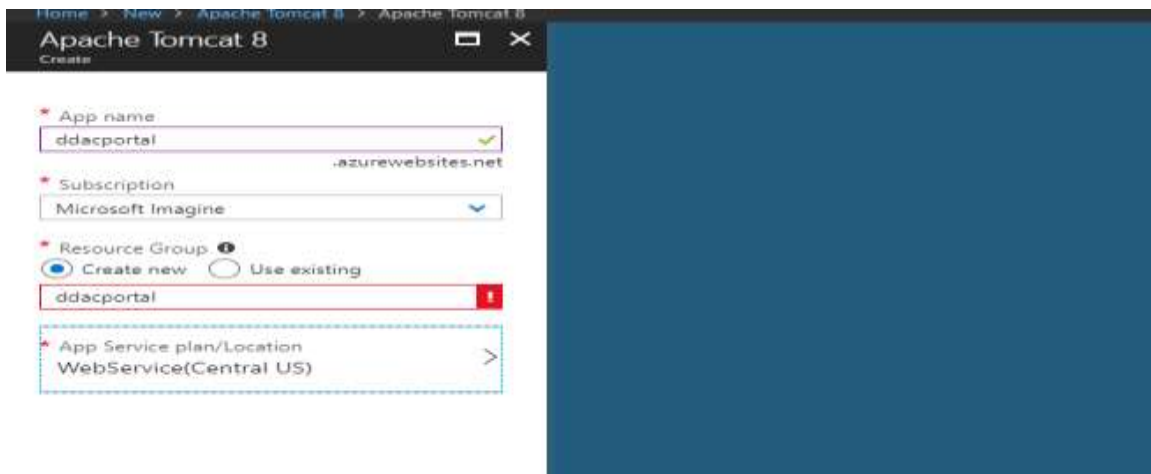 Home > New > Apache Tomcat 8 > Apache Tomcat 8
Apache Tomcat 8
Create
* App name
ddacportal
.azurewebsites.net
* Subscription
Microsoft Imagine
* Resource Group
Create new Use existing
ddacportal
* App Service plan/Location
WebService(Central US)